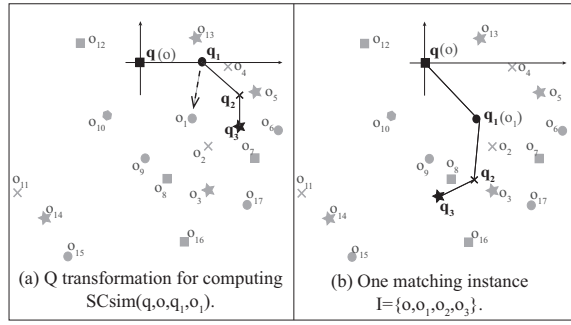 o13
o12
q(o)
q1
o4
q2
o5
o10
o1
q3
o6
o2
o7
o9
o8
o11
o3
o17
o14
o16
o15
(a) Q transformation for computing
SCsim(q,o,q1,o1).
o13
o12
q(o)
o4
o5
o10
q1(o1)
o6
o2
o7
o9
o8
q2
o11
o3
q3
o17
o14
o16
o15
(b) One matching instance
I={o,o1,o2,o3}.